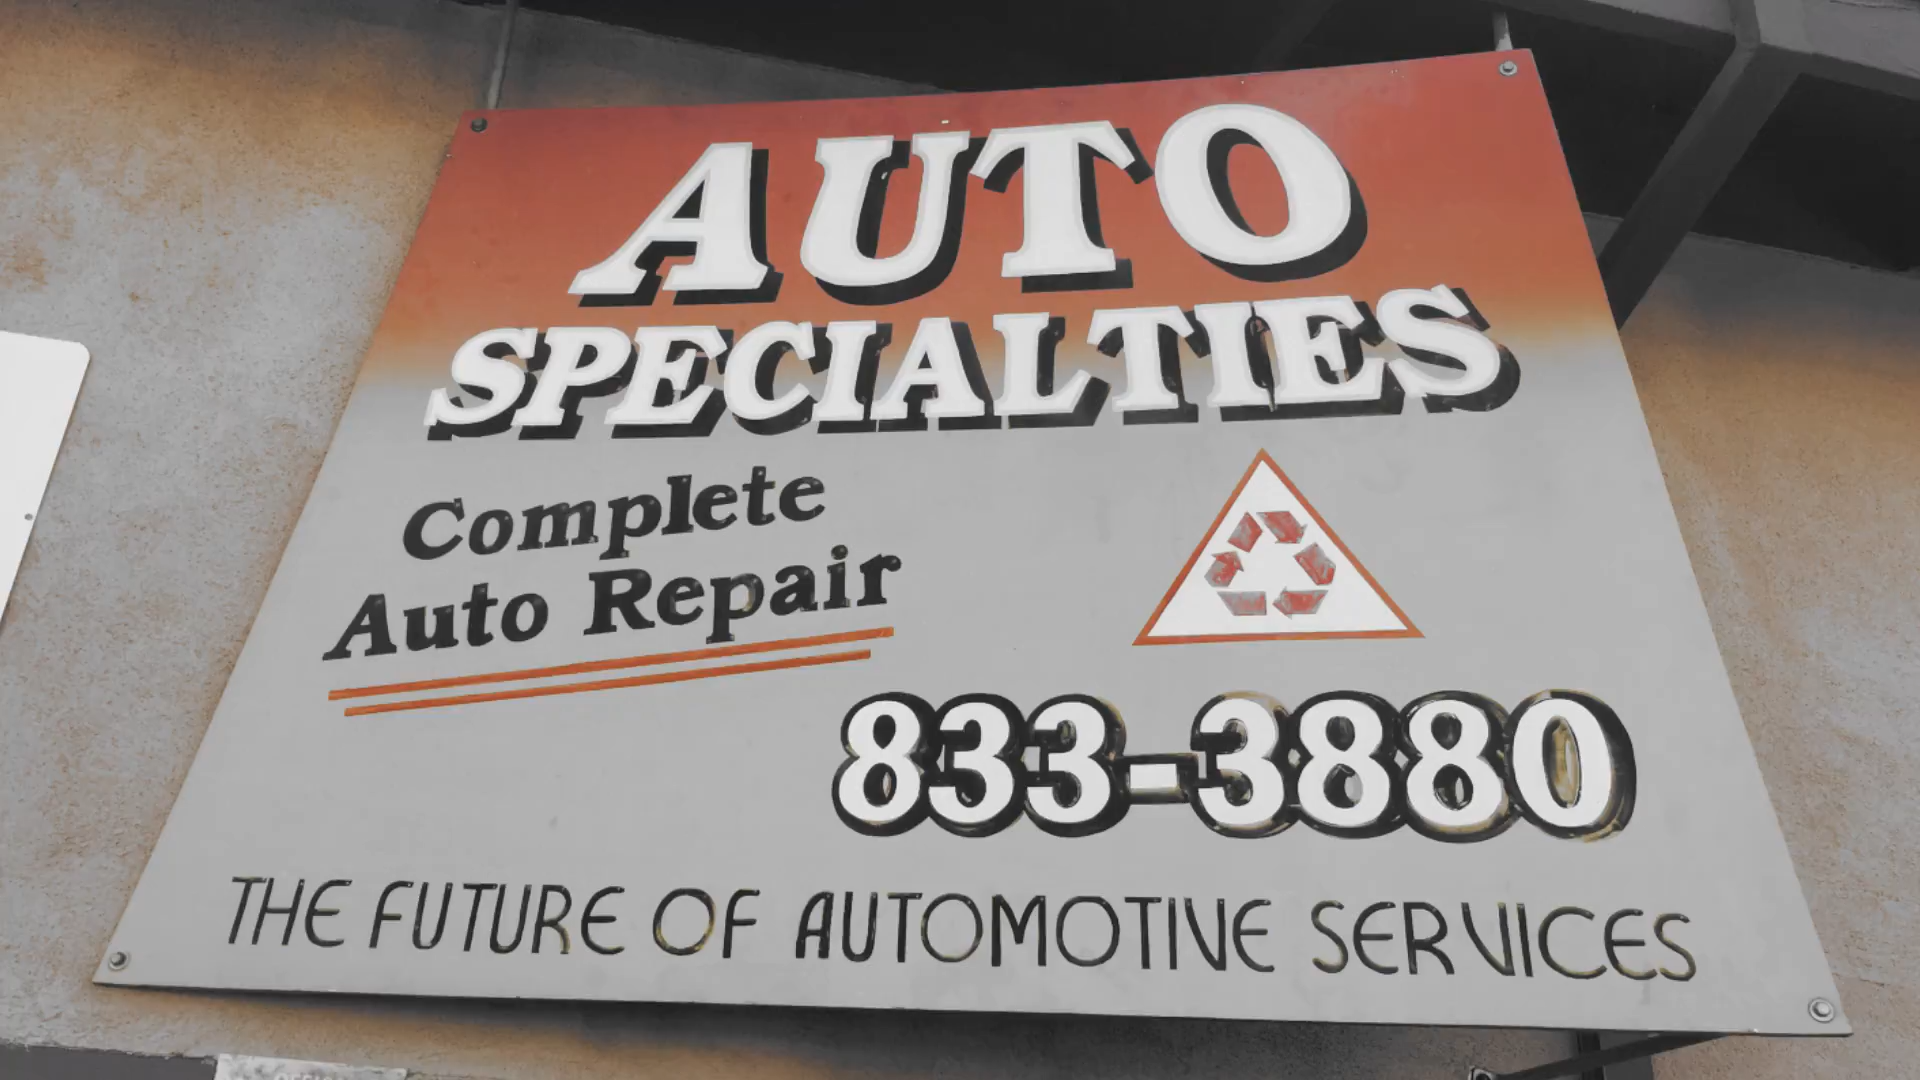 AUTO
SPECIALTIES
Complete
Auto Repair
833-3880
THE FUTURE OF AUTOMOTIVE SERVICES